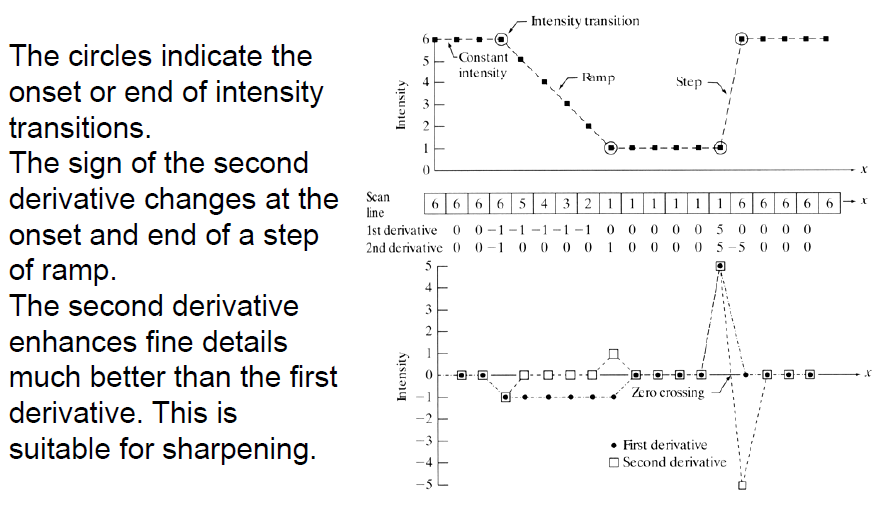 The circles indicate the
onset or end of intensity
transitions.
The sign of the second
derivative changes at the
onset and end of a step
of ramp.
The second derivative
enhances fine details
much better than the first
derivative. This is
suitable for sharpening.
Intensity transition
6
Constant
intensity
5
Ramp
Step
4
Intensity
3
2
1
0
x
Scan
line
6 6 6 6 5 4 3 2 1 1 1 1 1 1 6 6 6 6 6
x
1st derivative 0 0 -1 -1 -1 -1 -1 0 0 0 0 0 5 0 0 0 0
2nd derivative 0 0 -1 0 0 0 0 1 0 0 0 0 5 -5 0 0 0
5
4
3
2
1
Intensity
0
x
-1
Zero crossing
-2
-3
First derivative
-4
Second derivative
-5